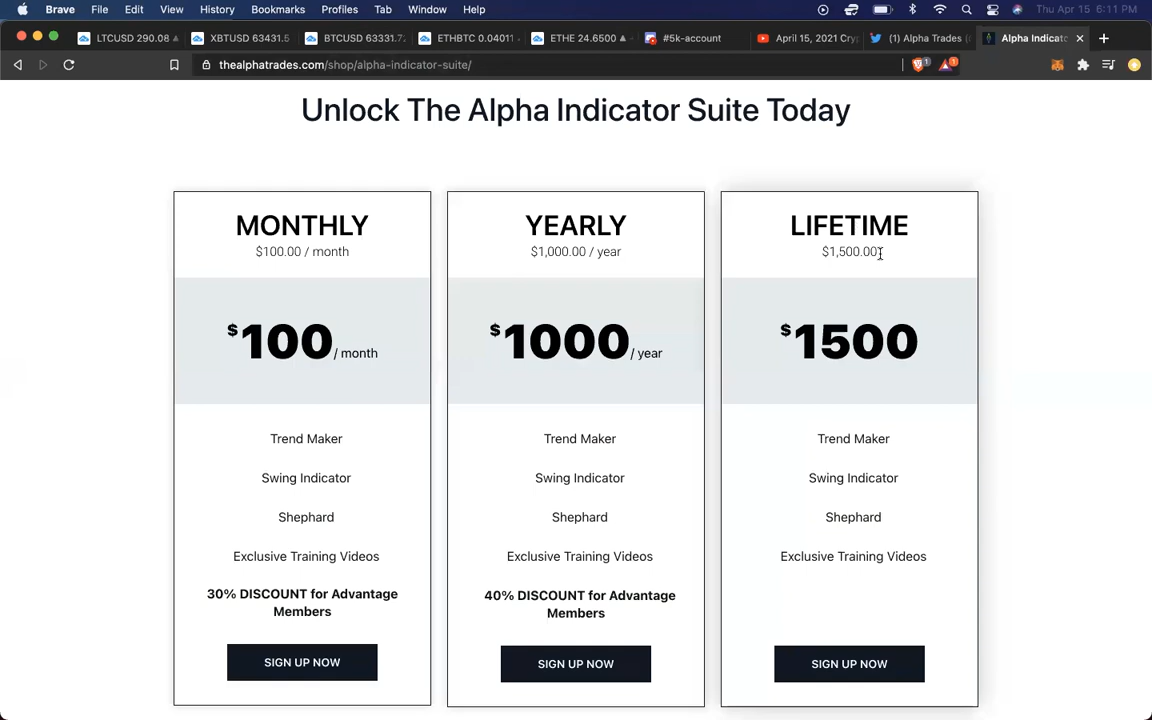 Brave File Edit View History Bookmarks Profiles Tab Window Help Thu Apr 15 6:11 PM
LTCUSD 290.08 XBTUSD 63431.5 BTCUSD 63331.7 ETHBTC 0.04011 ETHE 24.6500 #5k-account April 15, 2021 Cry (1) Alpha Trades ( Alpha Indicato
thealphatrades.com/shop/alpha-indicator-suite/ 1 1
Unlock The Alpha Indicator Suite Today
MONTHLY
$100.00 / month
$100 / month
Trend Maker
Swing Indicator
Shephard
Exclusive Training Videos
30% DISCOUNT for Advantage
Members
SIGN UP NOW
YEARLY
$1,000.00 / year
$1000 / year
Trend Maker
Swing Indicator
Shephard
Exclusive Training Videos
40% DISCOUNT for Advantage
Members
SIGN UP NOW
LIFETIME
$1,500.00
$1500
Trend Maker
Swing Indicator
Shephard
Exclusive Training Videos
SIGN UP NOW